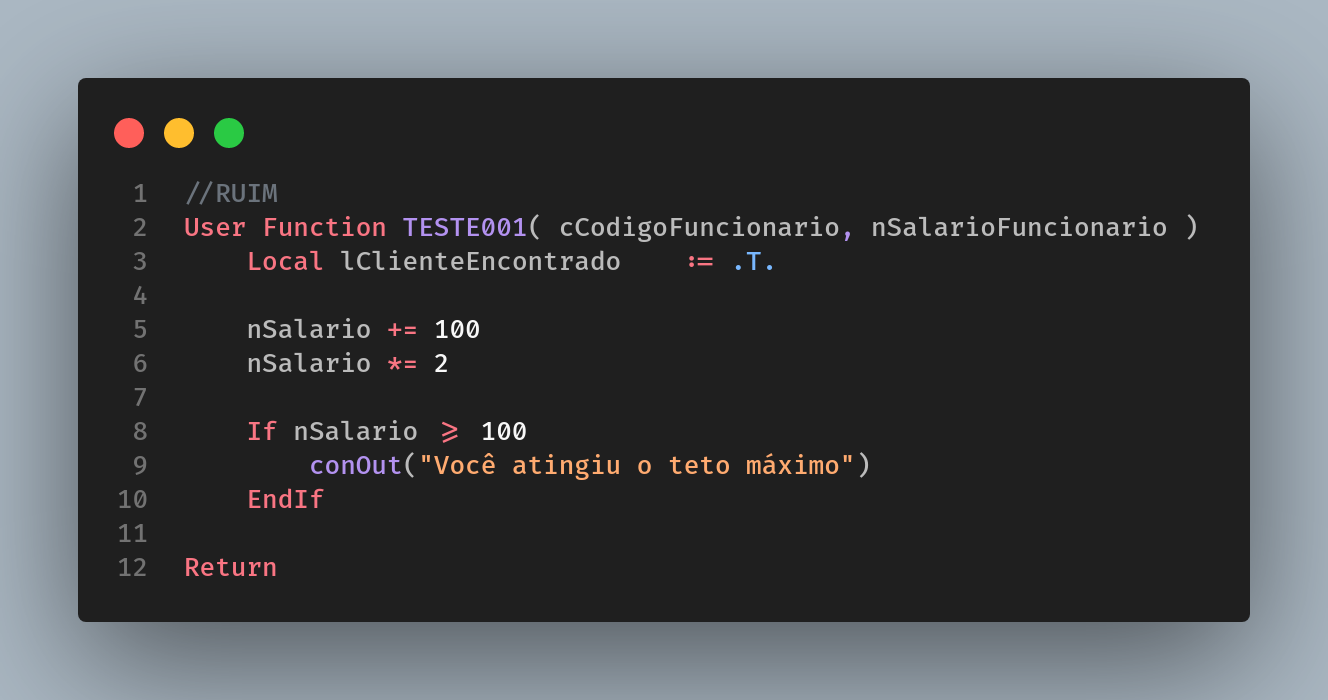 1 //RUIM
2 User Function TESTE001( cCodigoFuncionario, nSalarioFuncionario )
3     Local lClienteEncontrado    := .T.
4
5     nSalario += 100
6     nSalario *= 2
7
8     If nSalario >= 100
9         conOut("Você atingiu o teto máximo")
10     EndIf
11
12 Return